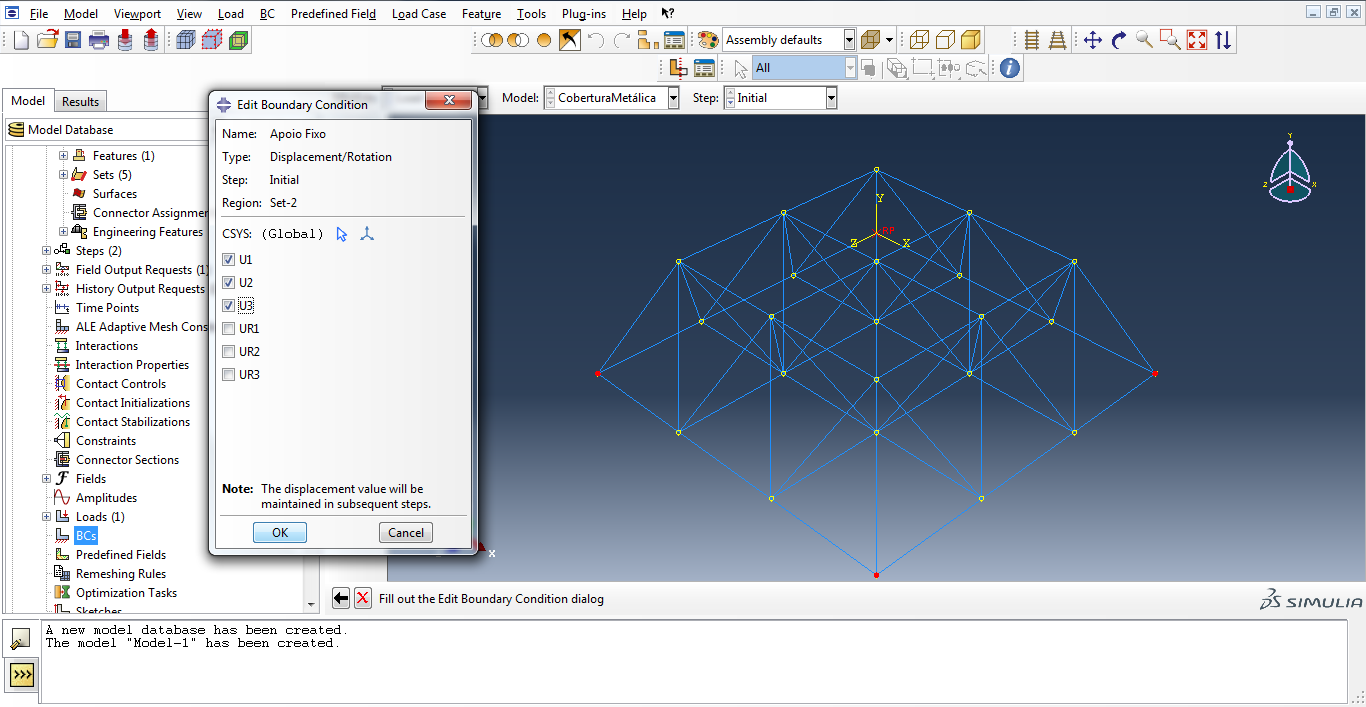 File Model Viewport View Load BC Predefined Field Load Case Feature Tools Plug-ins Help ?
Assembly defaults
All
i
Model Results
Model: CoberturaMetálica Step: Initial
Model Database
Features (1)
Sets (5)
Surfaces
Connector Assignmen
Engineering Features
Steps (2)
Field Output Requests (1)
History Output Requests
Time Points
ALE Adaptive Mesh Cons
Interactions
Interaction Properties
Contact Controls
Contact Initializations
Contact Stabilizations
Constraints
Connector Sections
Fields
Amplitudes
Loads (1)
BCs
Predefined Fields
Remeshing Rules
Optimization Tasks
Sketches
Edit Boundary Condition
Name: Apoio Fixo
Type: Displacement/Rotation
Step: Initial
Region: Set-2
CSYS: (Global)
U1
U2
U3
UR1
UR2
UR3
Note: The displacement value will be
maintained in subsequent steps.
OK Cancel
Y
Z
X
RP
Y
Z
X
X
Fill out the Edit Boundary Condition dialog
SIMULIA
A new model database has been created.
The model "Model-1" has been created.
>>>